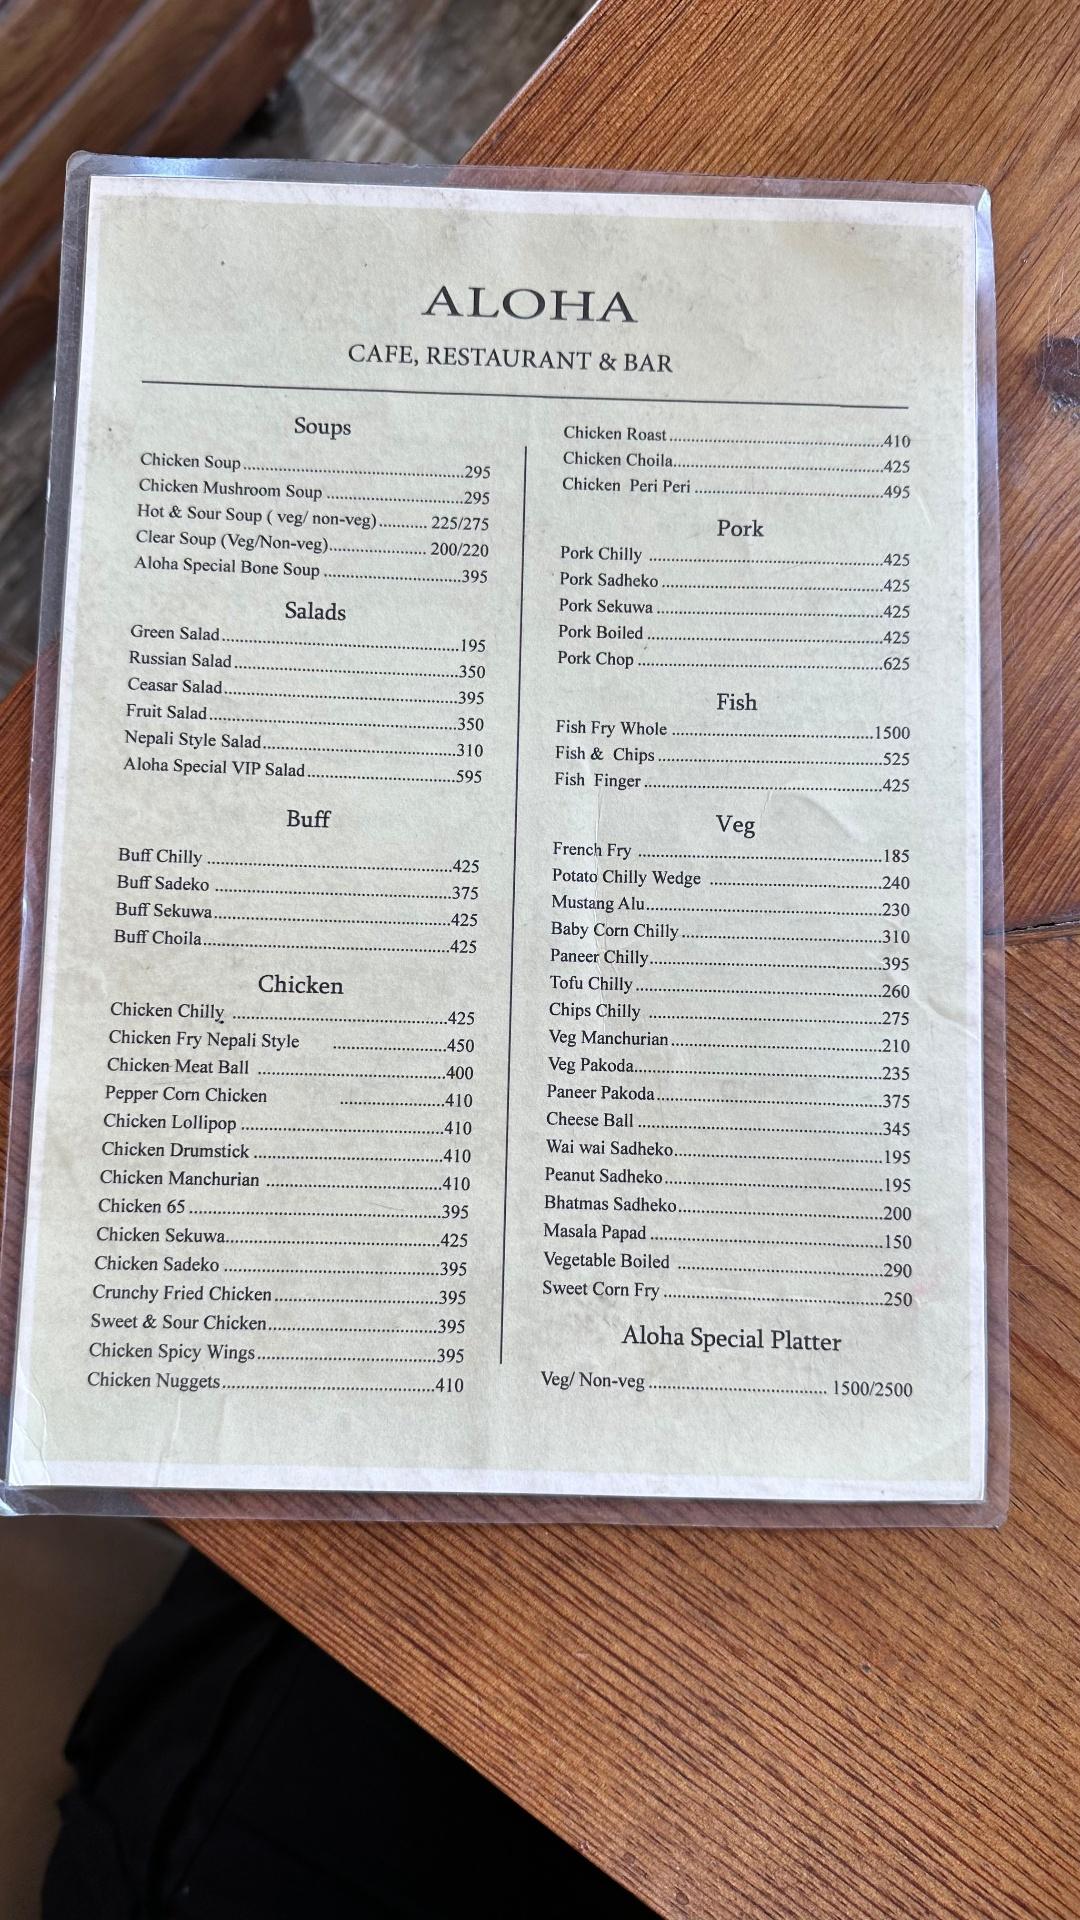 ALOHA
CAFE, RESTAURANT & BAR
Soups
Chicken Soup.................295
Chicken Mushroom Soup .................295
Hot & Sour Soup ( veg/ non-veg).......... 225/275
Clear Soup (Veg/Non-veg).................... 200/220
Aloha Special Bone Soup .................395
Salads
Green Salad.................195
Russian Salad.................350
Ceasar Salad.................395
Fruit Salad.................350
Nepali Style Salad.................310
Aloha Special VIP Salad.................595
Buff
Buff Chilly .................425
Buff Sadeko .................375
Buff Sekuwa.................425
Buff Choila.................425
Chicken
Chicken Chilly .................425
Chicken Fry Nepali Style .................450
Chicken Meat Ball .................400
Pepper Corn Chicken .................410
Chicken Lollipop .................410
Chicken Drumstick .................410
Chicken Manchurian .................410
Chicken 65 .................395
Chicken Sekuwa.................425
Chicken Sadeko .................395
Crunchy Fried Chicken.................395
Sweet & Sour Chicken.................395
Chicken Spicy Wings.................395
Chicken Nuggets.................410
Chicken Roast.................410
Chicken Choila.................425
Chicken Peri Peri .................495
Pork
Pork Chilly .................425
Pork Sadheko .................425
Pork Sekuwa .................425
Pork Boiled .................425
Pork Chop .................625
Fish
Fish Fry Whole .................1500
Fish & Chips .................525
Fish Finger .................425
Veg
French Fry .................185
Potato Chilly Wedge .................240
Mustang Alu.................230
Baby Corn Chilly.................310
Paneer Chilly.................395
Tofu Chilly.................260
Chips Chilly .................275
Veg Manchurian.................210
Veg Pakoda.................235
Paneer Pakoda.................375
Cheese Ball .................345
Wai wai Sadheko.................195
Peanut Sadheko.................195
Bhatmas Sadheko.................200
Masala Papad .................150
Vegetable Boiled .................290
Sweet Corn Fry .................250
Aloha Special Platter
Veg/ Non-veg ................. 1500/2500